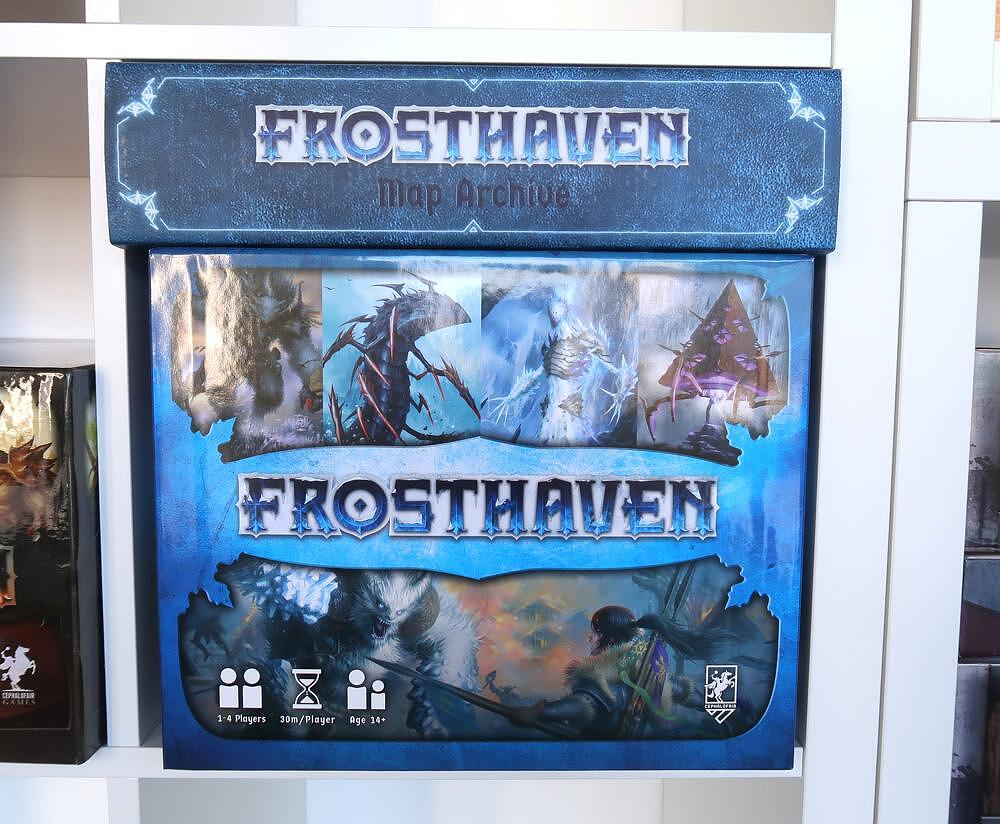 FROSTHAVEN
Map Archive
FROSTHAVEN
1-4 Players
30m/Player
Age 14+
CEPHALOFAIR
CEPHALOFAIR
GAMES